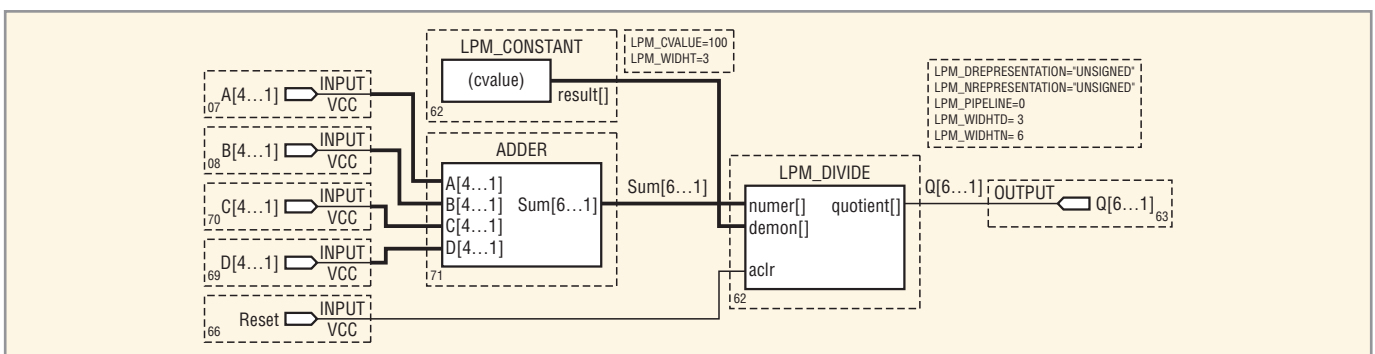 LPM_CONSTANT
(cvalue)
result[]
62
LPM_CVALUE=100
LPM_WIDHT=3
LPM_DREPRESENTATION="UNSIGNED"
LPM_NREPRESENTATION="UNSIGNED"
LPM_PIPELINE=0
LPM_WIDHTD= 3
LPM_WIDHTN= 6
07 A[4...1] INPUT
VCC
08 B[4...1] INPUT
VCC
70 C[4...1] INPUT
VCC
69 D[4...1] INPUT
VCC
66 Reset INPUT
VCC
ADDER
A[4...1]
B[4...1] Sum[6...1]
C[4...1]
D[4...1]
71
Sum[6...1]
LPM_DIVIDE
numer[] quotient[]
demon[]
aclr
62
Q[6...1]
OUTPUT
Q[6...1]
63